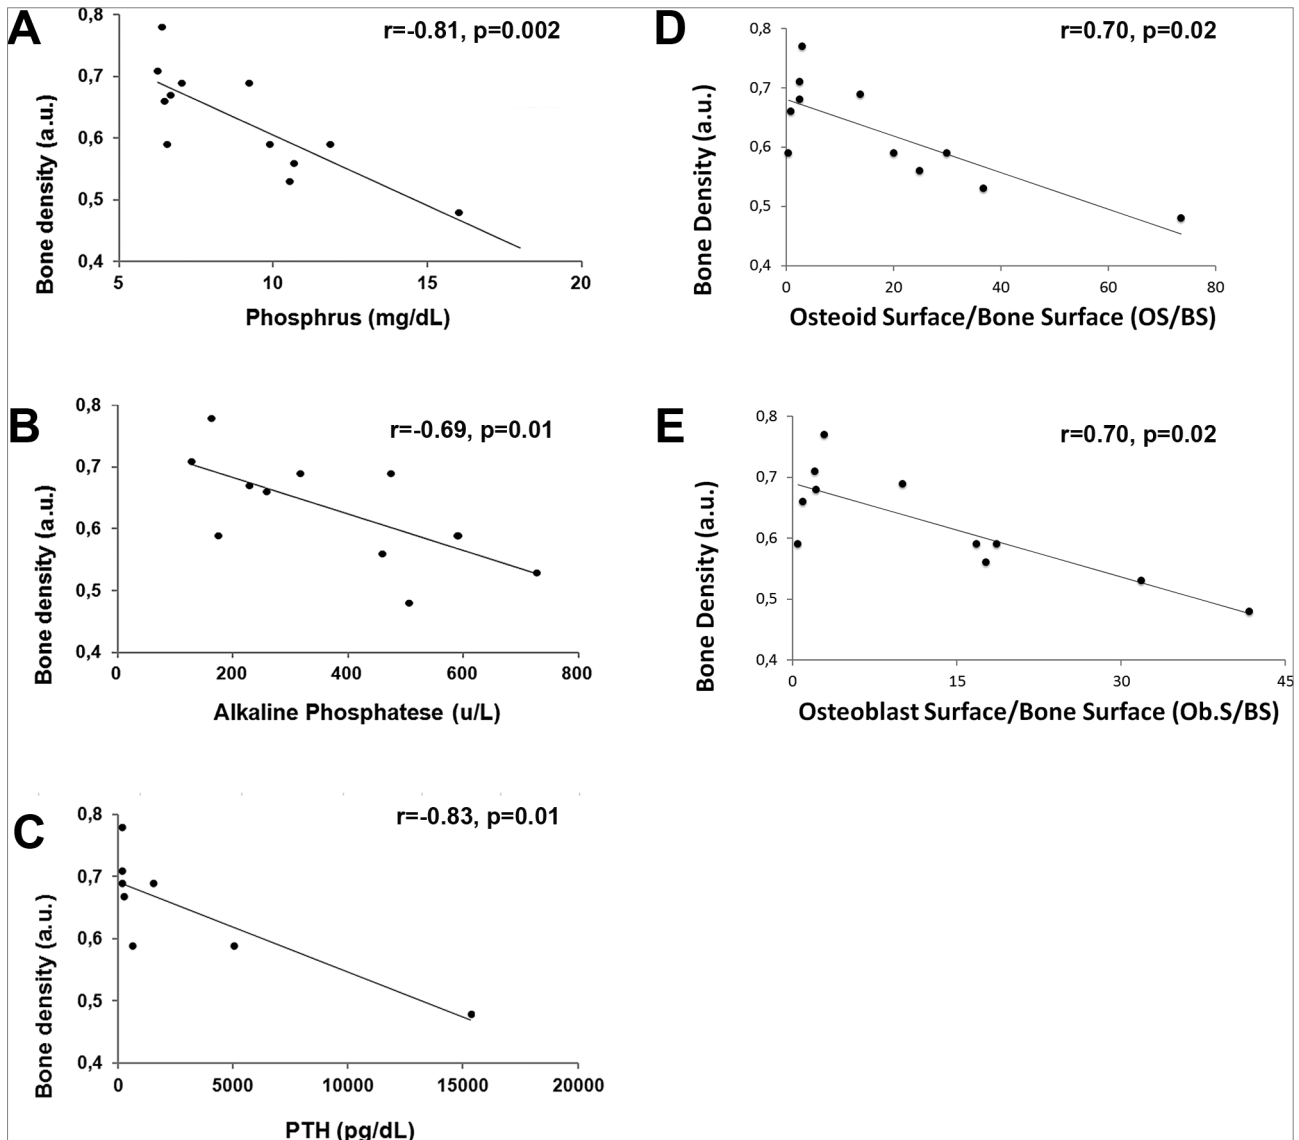 A
r=-0.81, p=0.002
Bone density (a.u.)
0,8
0,7
0,6
0,5
0,4
5 10 15 20
Phosphrus (mg/dL)
B
r=-0.69, p=0.01
Bone density (a.u.)
0,8
0,7
0,6
0,5
0,4
0 200 400 600 800
Alkaline Phosphatese (u/L)
C
r=-0.83, p=0.01
Bone density (a.u.)
0,8
0,7
0,6
0,5
0,4
0 5000 10000 15000 20000
PTH (pg/dL)
D
r=0.70, p=0.02
Bone Density (a.u.)
0,8
0,7
0,6
0,5
0,4
0 20 40 60 80
Osteoid Surface/Bone Surface (OS/BS)
E
r=0.70, p=0.02
Bone Density (a.u.)
0,8
0,7
0,6
0,5
0,4
0 15 30 45
Osteoblast Surface/Bone Surface (Ob.S/BS)